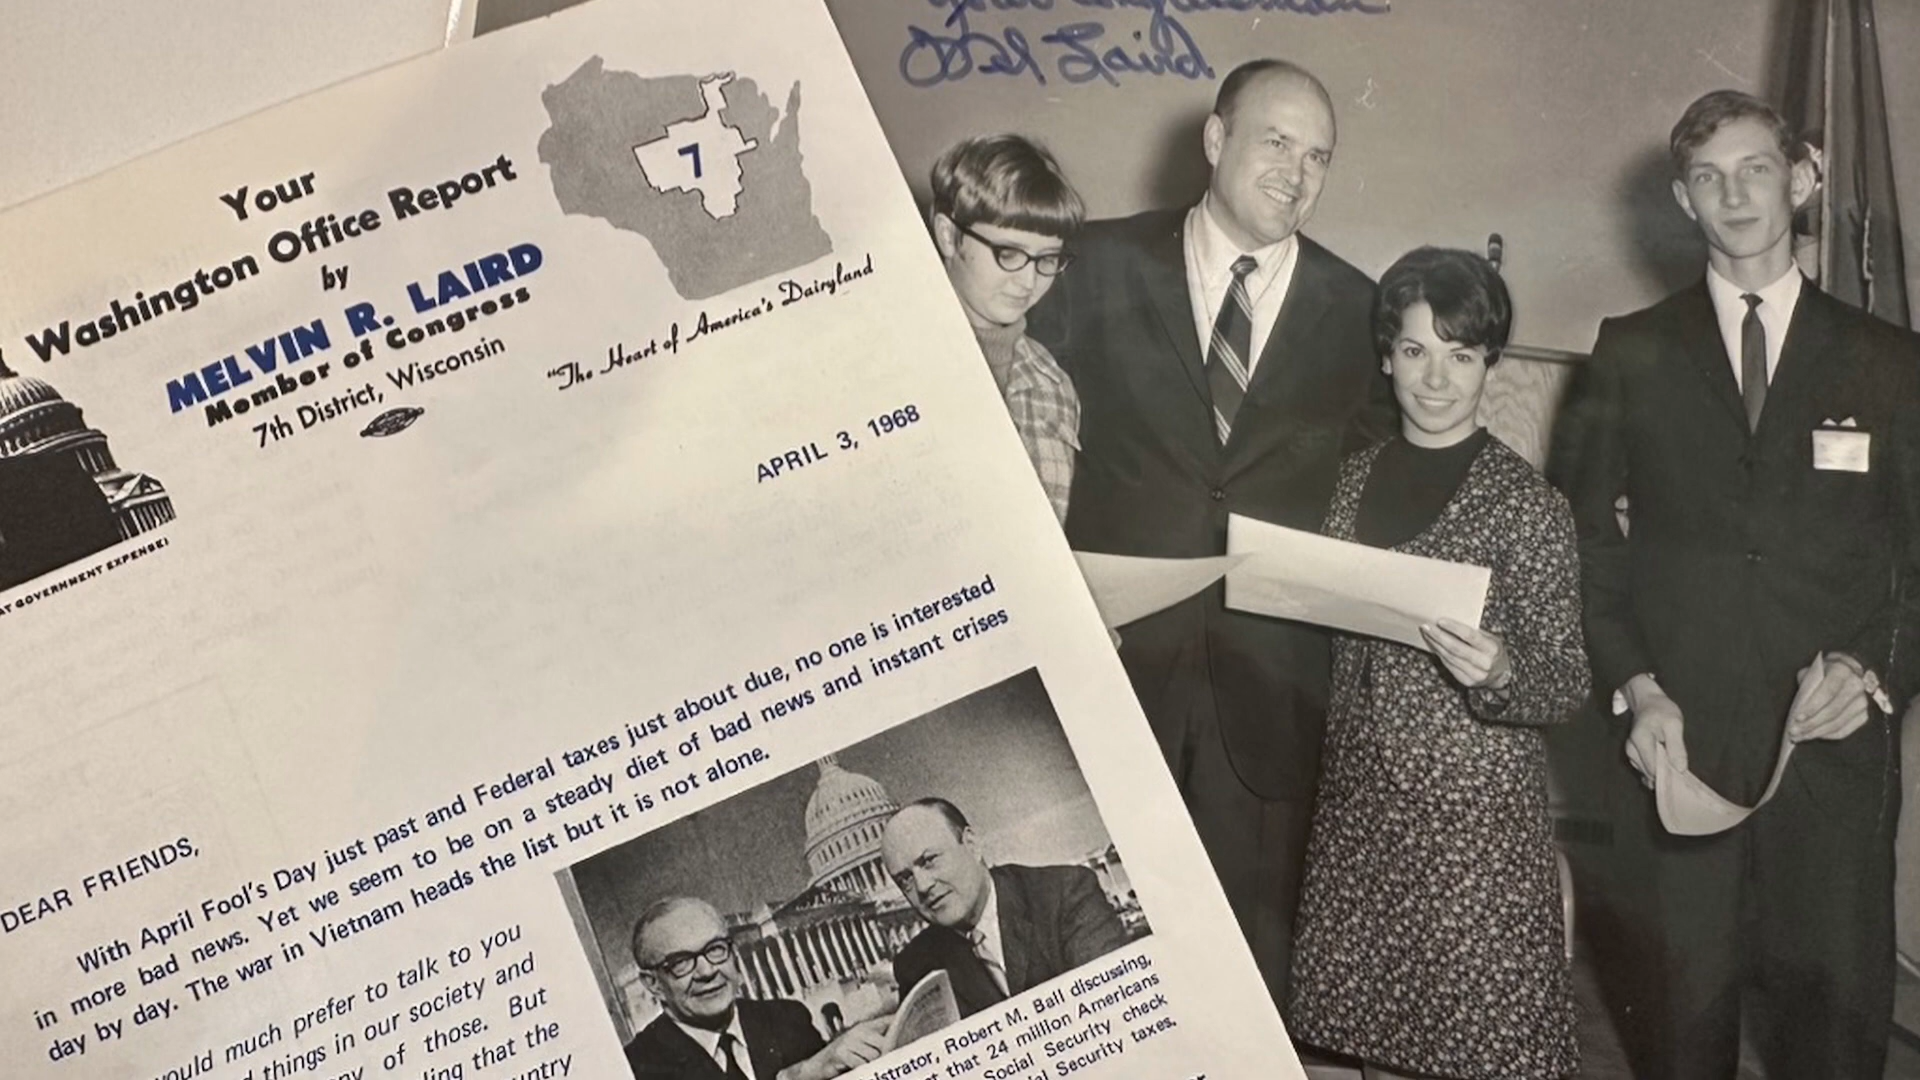 Your Congressman
Mel Laird
Your
Washington Office Report
by
MELVIN R. LAIRD
Member of Congress
7th District, Wisconsin
7
"The Heart of America's Dairyland
AT GOVERNMENT EXPENSE)
APRIL 3, 1968
DEAR FRIENDS,
With April Fool's Day just past and Federal taxes just about due, no one is interested
in more bad news. Yet we seem to be on a steady diet of bad news and instant crises
day by day. The war in Vietnam heads the list but it is not alone.
would much prefer to talk to you
things in our society and
of those. But
that the
Robert M. Ball discussing,
that 24 million Americans
Social Security check
Security taxes.